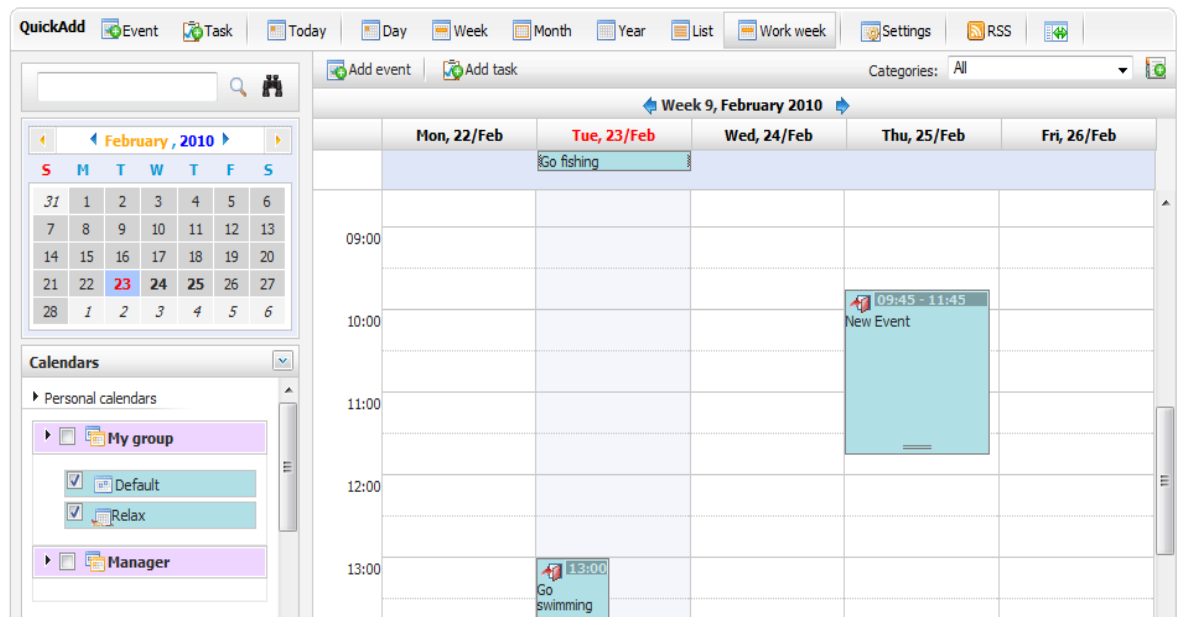 QuickAdd Event Task Today Day Week Month Year List Work week Settings RSS
Add event Add task Categories: All
Week 9, February 2010
February , 2010
S M T W T F S
31 1 2 3 4 5 6
7 8 9 10 11 12 13
14 15 16 17 18 19 20
21 22 23 24 25 26 27
28 1 2 3 4 5 6
Calendars
Personal calendars
My group
Default
Relax
Manager
Mon, 22/Feb Tue, 23/Feb Wed, 24/Feb Thu, 25/Feb Fri, 26/Feb
Go fishing
09:00
09:45 - 11:45
New Event
10:00
11:00
12:00
13:00
13:00
Go
swimming